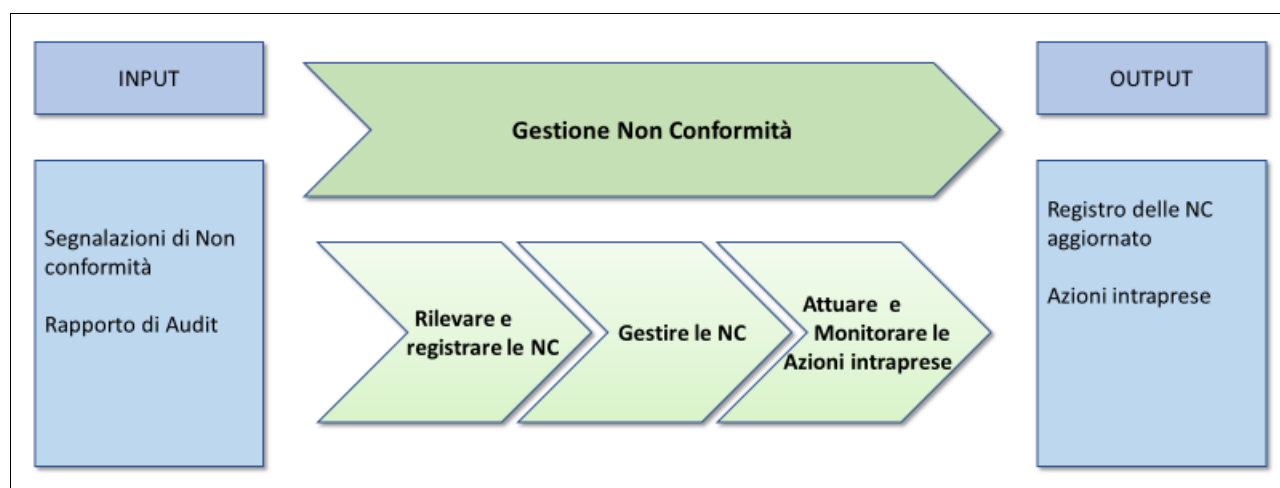 INPUT
Gestione Non Conformità
OUTPUT
Segnalazioni di Non
conformità
Rapporto di Audit
Rilevare e
registrare le NC
Gestire le NC
Attuare e
Monitorare le
Azioni intraprese
Registro delle NC
aggiornato
Azioni intraprese